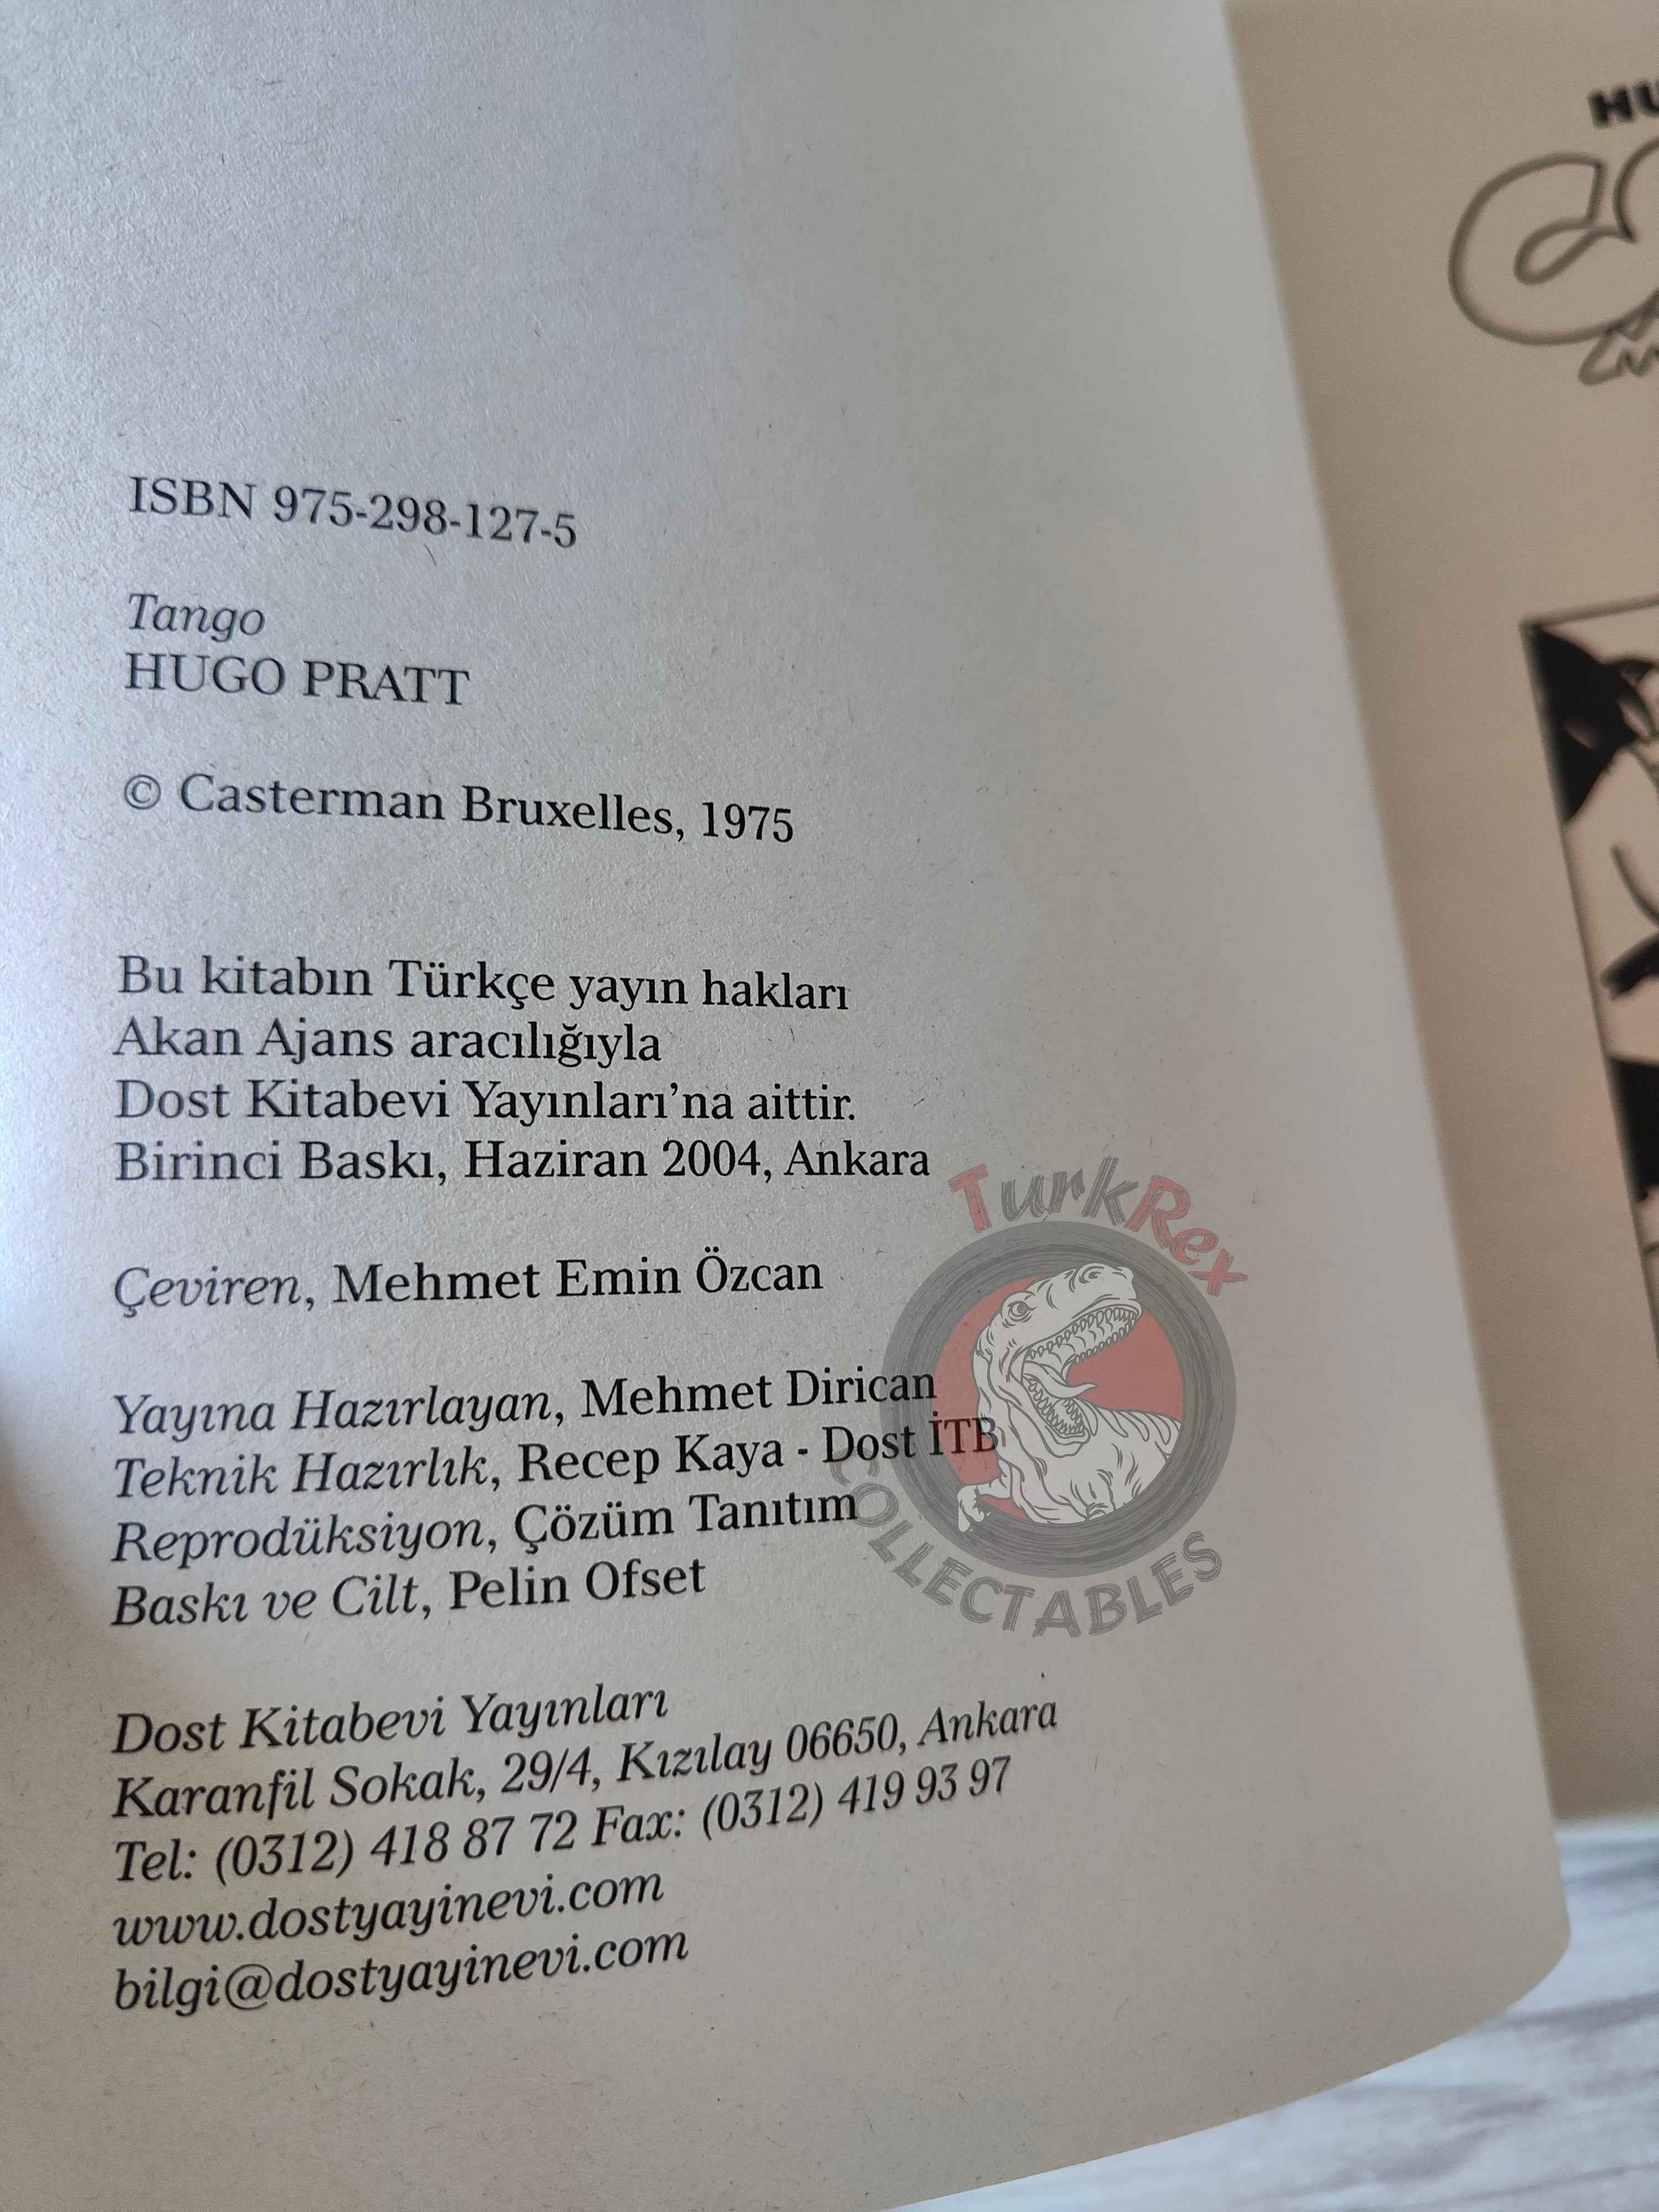 ISBN 975-298-127-5
Tango
HUGO PRATT
© Casterman Bruxelles, 1975
Bu kitabın Türkçe yayın hakları
Akan Ajans aracılığıyla
Dost Kitabevi Yayınları’na aittir.
Birinci Baskı, Haziran 2004, Ankara
Çeviren, Mehmet Emin Özcan
Yayına Hazırlayan, Mehmet Dirican
Teknik Hazırlık, Recep Kaya - Dost İTB
Reprodüksiyon, Çözüm Tanıtım
Baskı ve Cilt, Pelin Ofset
Dost Kitabevi Yayınları
Karanfil Sokak, 29/4, Kızılay 06650, Ankara
Tel: (0312) 418 87 72 Fax: (0312) 419 93 97
www.dostyayinevi.com
bilgi@dostyayinevi.com
TurkRex
COLLECTABLES